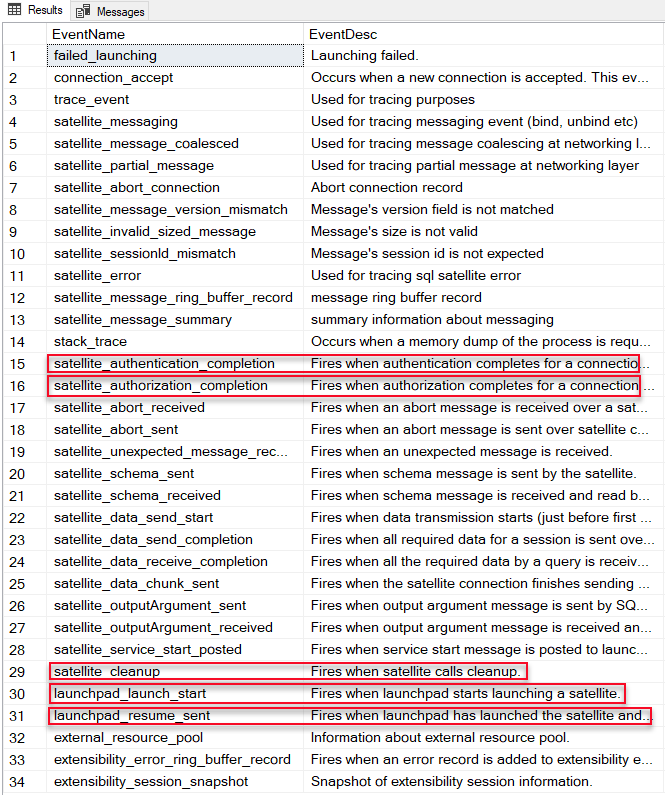 Results Messages
EventName EventDesc
1 failed_launching Launching failed.
2 connection_accept Occurs when a new connection is accepted. This ev...
3 trace_event Used for tracing purposes
4 satellite_messaging Used for tracing messaging event (bind, unbind etc)
5 satellite_message_coalesced Used for tracing message coalescing at networking l...
6 satellite_partial_message Used for tracing partial message at networking layer
7 satellite_abort_connection Abort connection record
8 satellite_message_version_mismatch Message's version field is not matched
9 satellite_invalid_sized_message Message's size is not valid
10 satellite_sessionId_mismatch Message's session id is not expected
11 satellite_error Used for tracing sql satellite error
12 satellite_message_ring_buffer_record message ring buffer record
13 satellite_message_summary summary information about messaging
14 stack_trace Occurs when a memory dump of the process is requ...
15 satellite_authentication_completion Fires when authentication completes for a connectio...
16 satellite_authorization_completion Fires when authorization completes for a connection ...
17 satellite_abort_received Fires when an abort message is received over a sat...
18 satellite_abort_sent Fires when an abort message is sent over satellite c...
19 satellite_unexpected_message_rec... Fires when an unexpected message is received.
20 satellite_schema_sent Fires when schema message is sent by the satellite.
21 satellite_schema_received Fires when schema message is received and read b...
22 satellite_data_send_start Fires when data transmission starts (just before first ...
23 satellite_data_send_completion Fires when all required data for a session is sent ove...
24 satellite_data_receive_completion Fires when all the required data by a query is receiv...
25 satellite_data_chunk_sent Fires when the satellite connection finishes sending ...
26 satellite_outputArgument_sent Fires when output argument message is sent by SQ...
27 satellite_outputArgument_received Fires when output argument message is received an...
28 satellite_service_start_posted Fires when service start message is posted to launc...
29 satellite_cleanup Fires when satellite calls cleanup.
30 launchpad_launch_start Fires when launchpad starts launching a satellite.
31 launchpad_resume_sent Fires when launchpad has launched the satellite and...
32 external_resource_pool Information about external resource pool.
33 extensibility_error_ring_buffer_record Fires when an error record is added to extensibility e...
34 extensibility_session_snapshot Snapshot of extensibility session information.